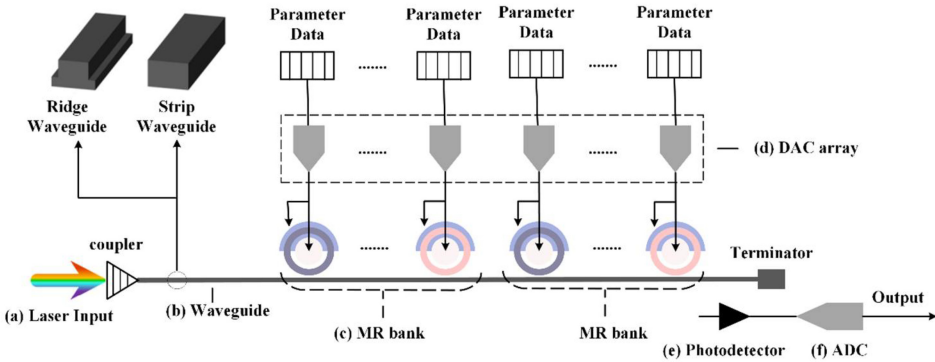 Parameter
Data
Parameter
Data
Parameter
Data
Parameter
Data
.......
.......
Ridge
Waveguide
Strip
Waveguide
.......
.......
(d) DAC array
coupler
.......
.......
Terminator
(a) Laser Input
(b) Waveguide
(c) MR bank
MR bank
Output
(e) Photodetector
(f) ADC